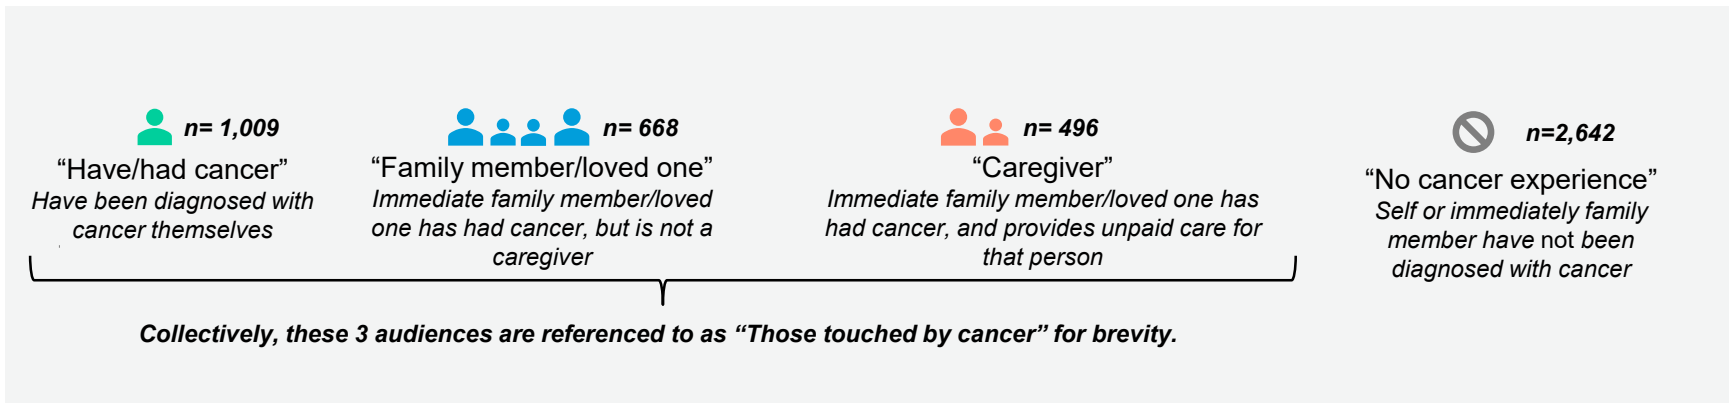 n= 1,009
“Have/had cancer”
Have been diagnosed with
cancer themselves
n= 668
“Family member/loved one”
Immediate family member/loved
one has had cancer, but is not a
caregiver
n= 496
“Caregiver”
Immediate family member/loved one has
had cancer, and provides unpaid care for
that person
n=2,642
“No cancer experience”
Self or immediately family
member have not been
diagnosed with cancer
Collectively, these 3 audiences are referenced to as “Those touched by cancer” for brevity.